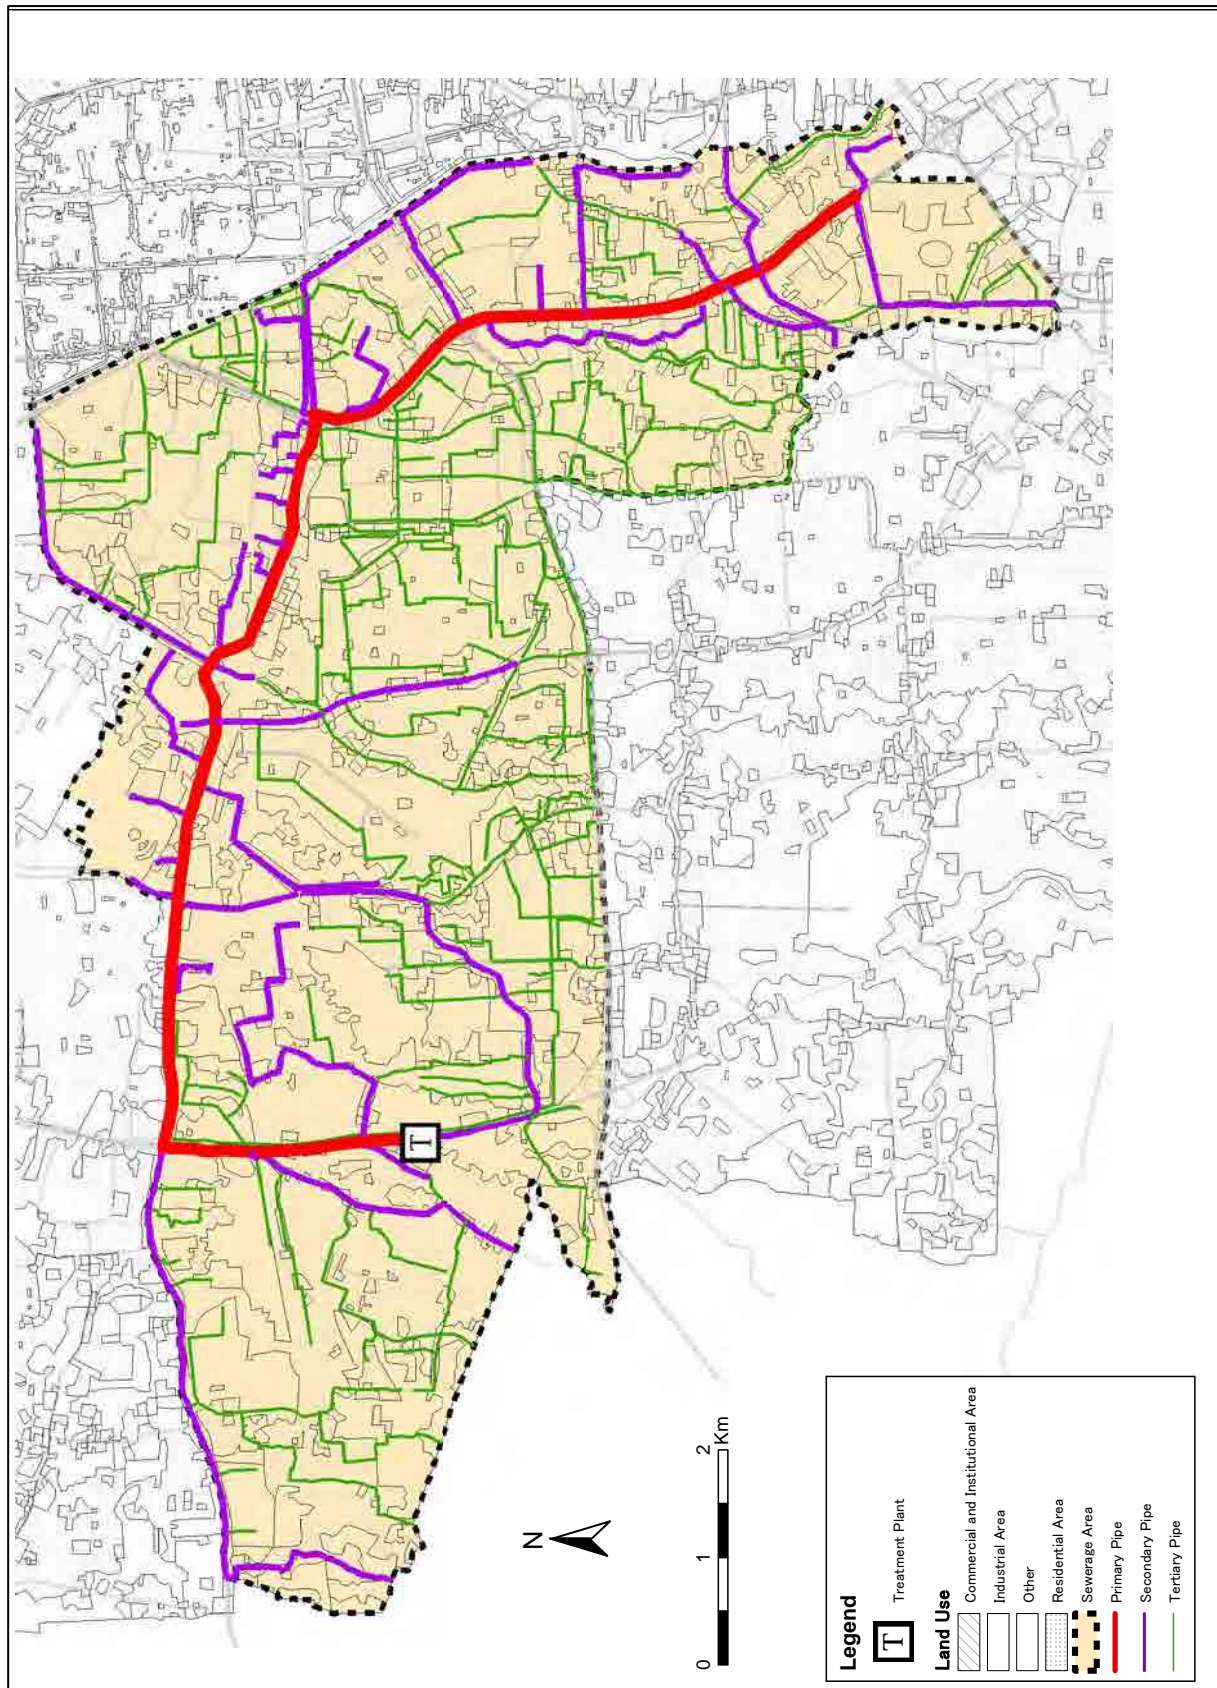 T
N
0 1 2
Km
Legend
T Treatment Plant
Land Use
Commercial and Institutional Area
Industrial Area
Other
Residential Area
Sewerage Area
Primary Pipe
Secondary Pipe
Tertiary Pipe